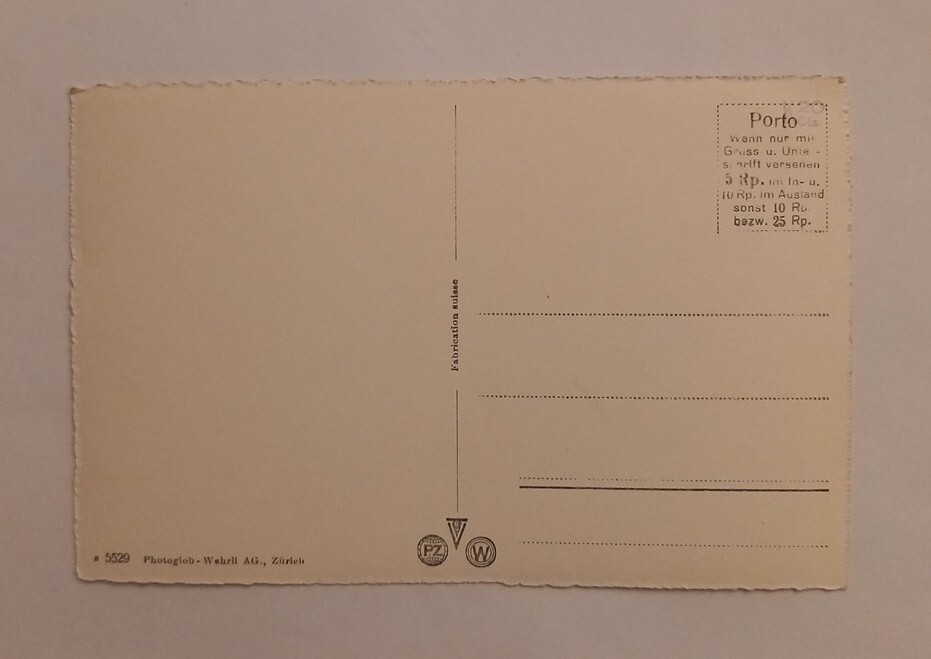 Porto
Wenn nur mit
Gruss u. Unter-
schrift versehen
5 Rp. im In- u.
10 Rp. im Ausland
sonst 10 Rp.
bezw. 25 Rp.
Fabrication suisse
5529 Photoglob-Wehrli AG., Zürich
PZ W